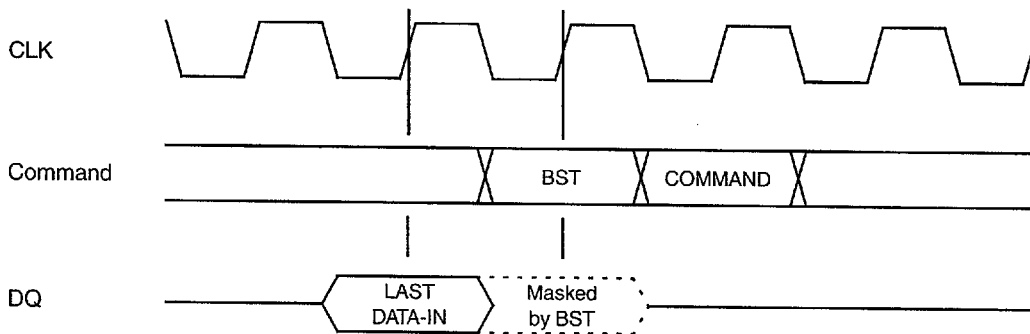 CLK
Command
BST
COMMAND
DQ
LAST
DATA-IN
Masked
by BST